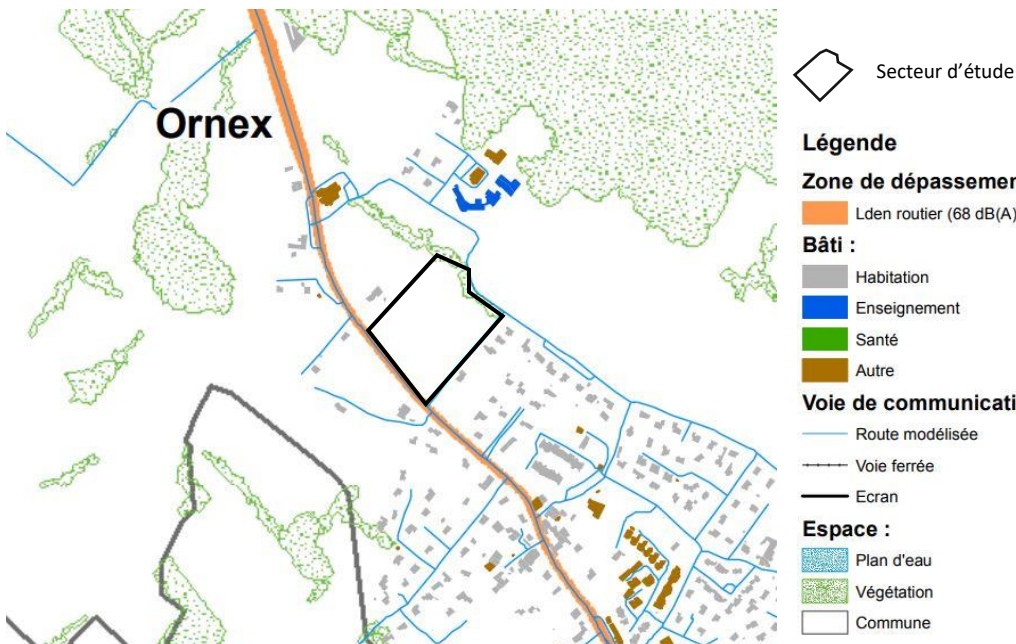 Ornex
Secteur d'étude
Légende
Zone de dépassemen
Lden routier (68 dB(A)
Bâti :
Habitation
Enseignement
Santé
Autre
Voie de communicati
Route modélisée
Voie ferrée
Ecran
Espace :
Plan d'eau
Végétation
Commune